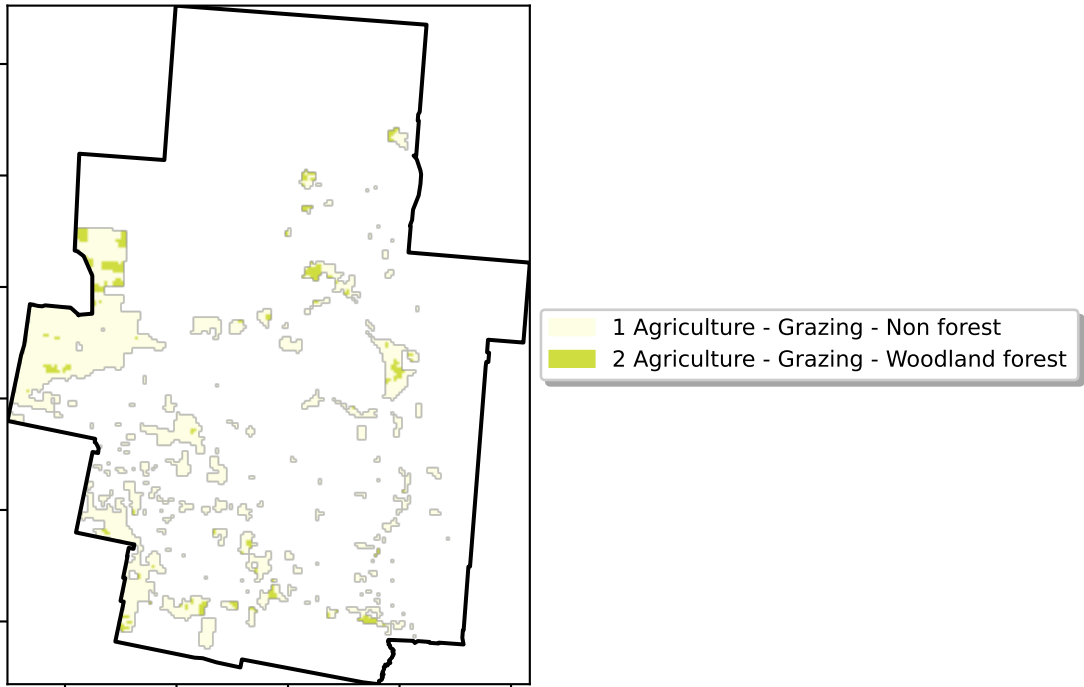 1 Agriculture - Grazing - Non forest
2 Agriculture - Grazing - Woodland forest